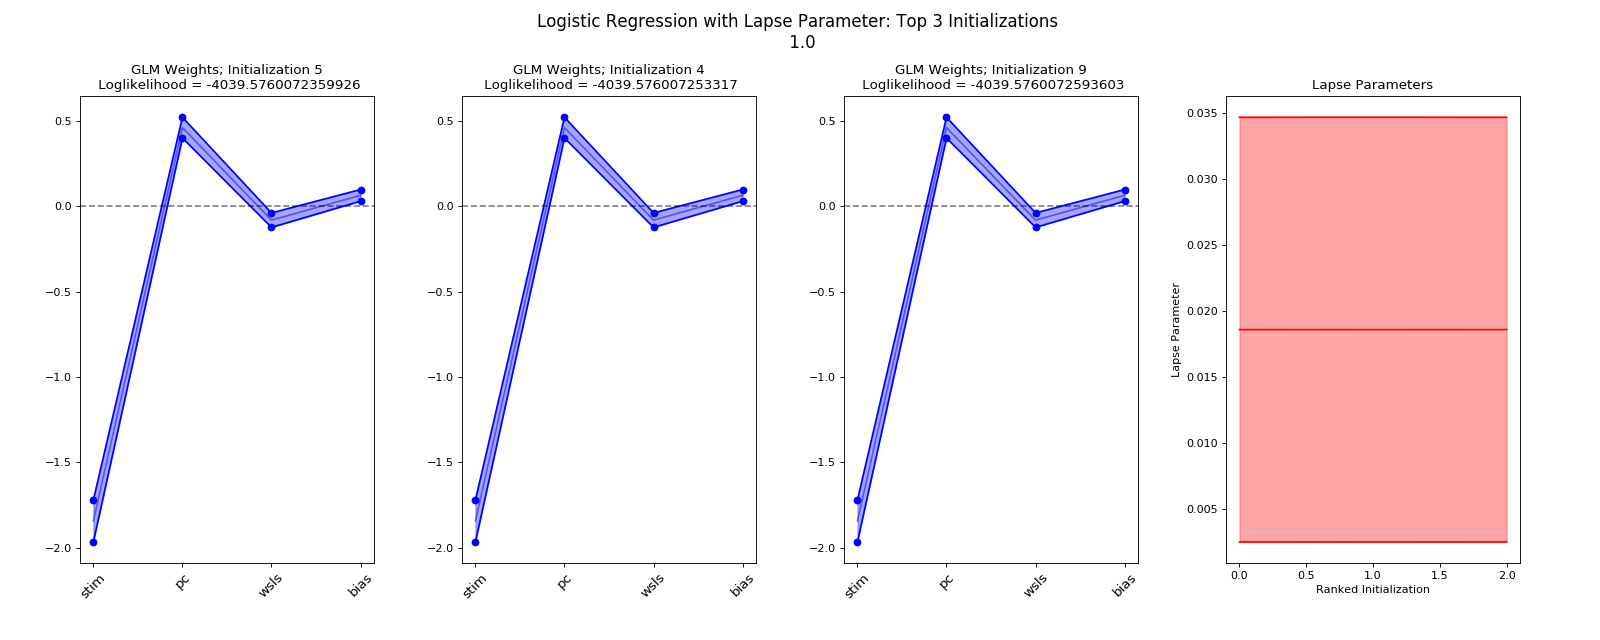 Logistic Regression with Lapse Parameter: Top 3 Initializations
1.0
GLM Weights; Initialization 5
Loglikelihood = -4039.5760072359926
0.5
0.0
−0.5
−1.0
−1.5
−2.0
stim
pc
wsls
bias
GLM Weights; Initialization 4
Loglikelihood = -4039.576007253317
0.5
0.0
−0.5
−1.0
−1.5
−2.0
stim
pc
wsls
bias
GLM Weights; Initialization 9
Loglikelihood = -4039.5760072593603
0.5
0.0
−0.5
−1.0
−1.5
−2.0
stim
pc
wsls
bias
Lapse Parameters
Lapse Parameter
0.035
0.030
0.025
0.020
0.015
0.010
0.005
0.0
0.5
1.0
1.5
2.0
Ranked Initialization